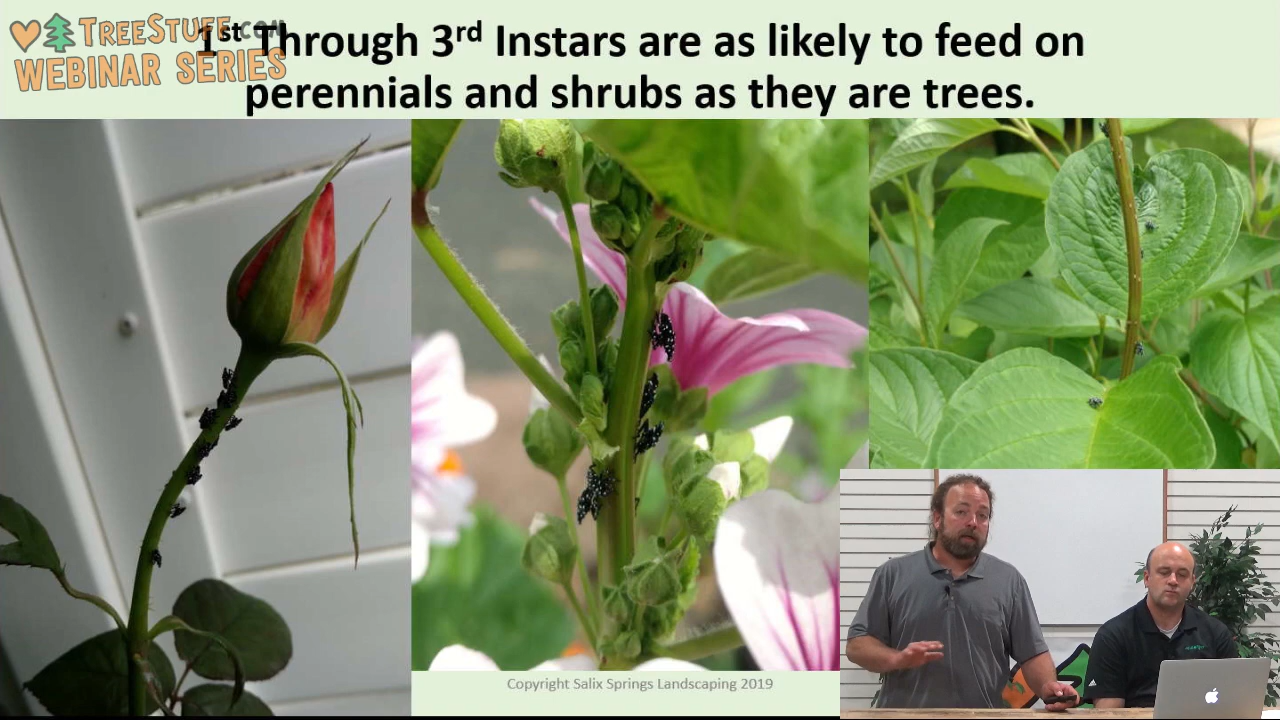 TREESTUFF.COM
WEBINAR SERIES
1st Through 3rd Instars are as likely to feed on
perennials and shrubs as they are trees.
Copyright Salix Springs Landscaping 2019